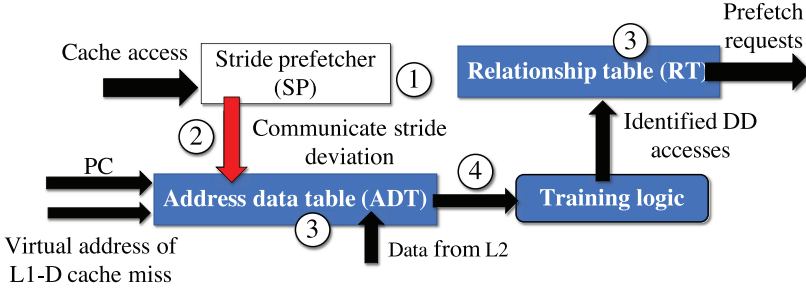 Cache access
Stride prefetcher
(SP)
1
3
Relationship table (RT)
Prefetch
requests
2
Communicate stride
deviation
Identified DD
accesses
PC
Address data table (ADT)
3
4
Training logic
Virtual address of
L1-D cache miss
Data from L2